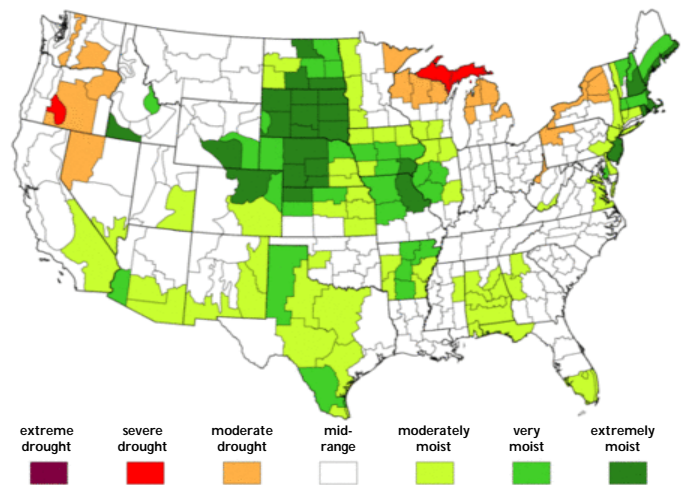 extreme drought
severe drought
moderate drought
mid-range
moderately moist
very moist
extremely moist